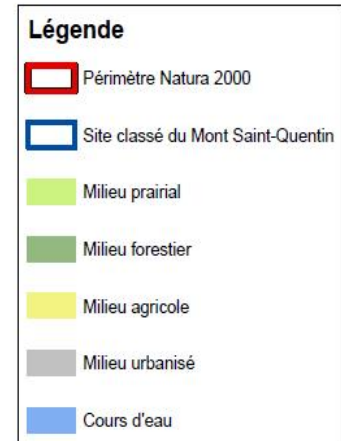 Légende
Périmètre Natura 2000
Site classé du Mont Saint-Quentin
Milieu prairial
Milieu forestier
Milieu agricole
Milieu urbanisé
Cours d'eau